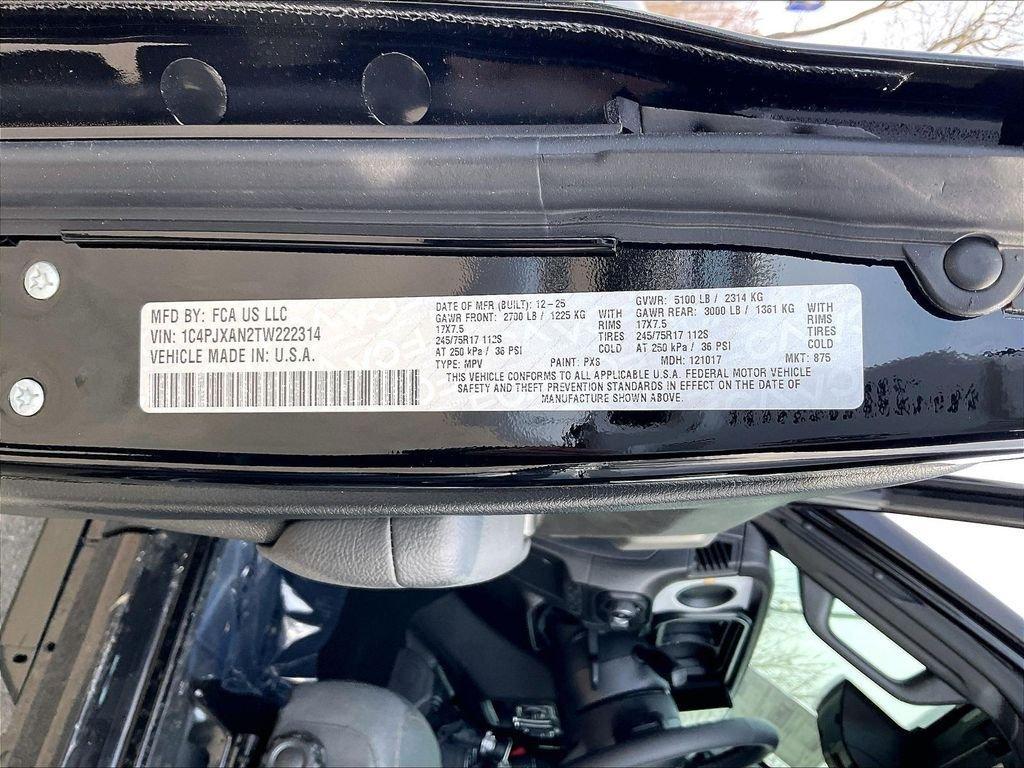 MFD BY: FCA US LLC
VIN: 1C4PJXAN2TW222314
VEHICLE MADE IN: U.S.A.
DATE OF MFR (BUILT): 12-25
GAWR FRONT: 2700 LB / 1225 KG WITH
17X7.5 RIMS
245/75R17 112S TIRES
AT 250 kPa / 36 PSI COLD
GVWR: 5100 LB / 2314 KG
GAWR REAR: 3000 LB / 1361 KG WITH
17X7.5 RIMS
245/75R17 112S TIRES
AT 250 kPa / 36 PSI COLD
TYPE: MPV PAINT: PXS MDH: 121017 MKT: 875
THIS VEHICLE CONFORMS TO ALL APPLICABLE U.S.A. FEDERAL MOTOR VEHICLE
SAFETY AND THEFT PREVENTION STANDARDS IN EFFECT ON THE DATE OF
MANUFACTURE SHOWN ABOVE.